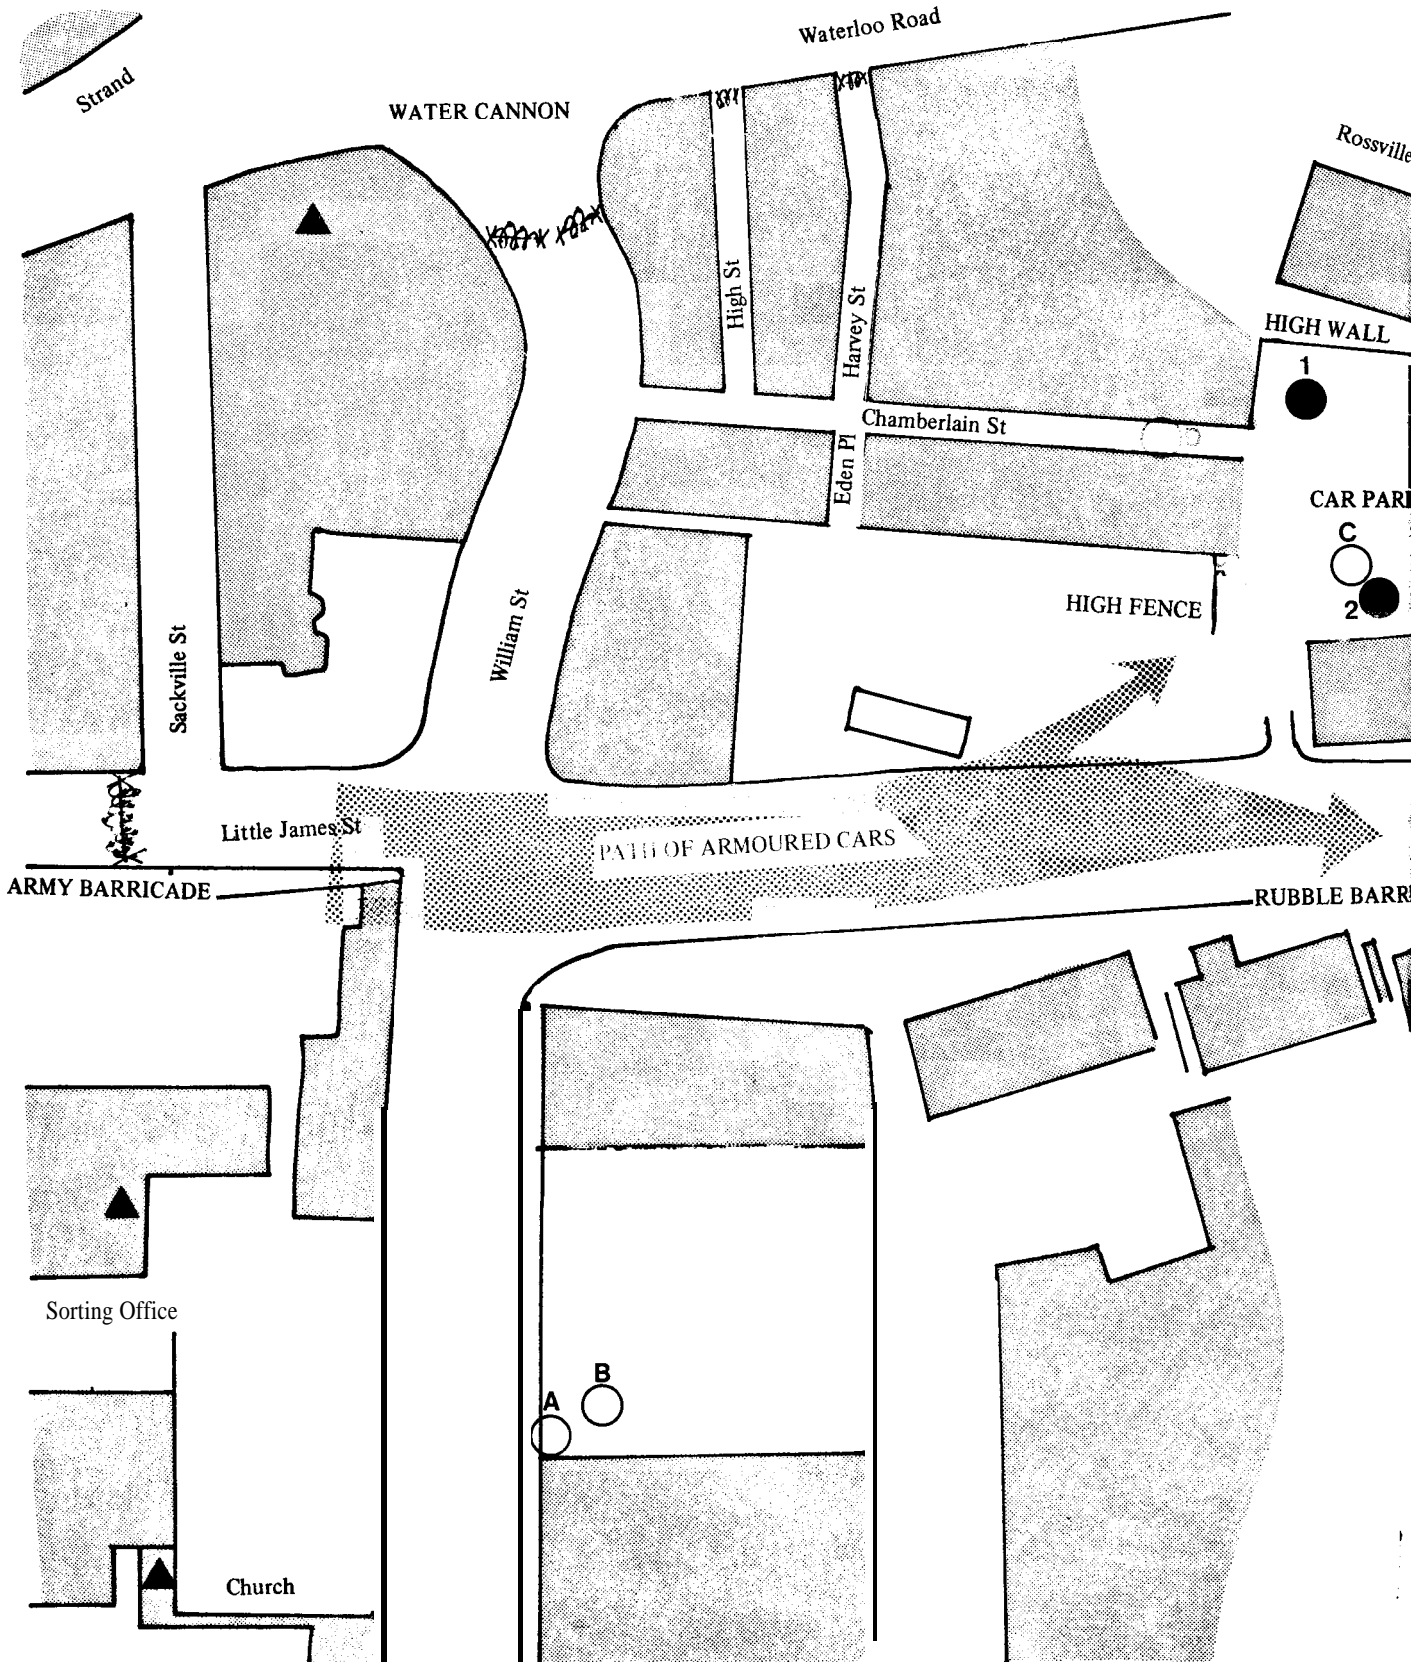 Waterloo Road
Strand
WATER CANNON
Rossville
High St
Harvey St
HIGH WALL
1
Chamberlain St
Eden Pl
CAR PARK
C
2
HIGH FENCE
William St
Sackville St
Little James St
PATH OF ARMOURED CARS
ARMY BARRICADE
RUBBLE BARR
Sorting Office
B
A
Church